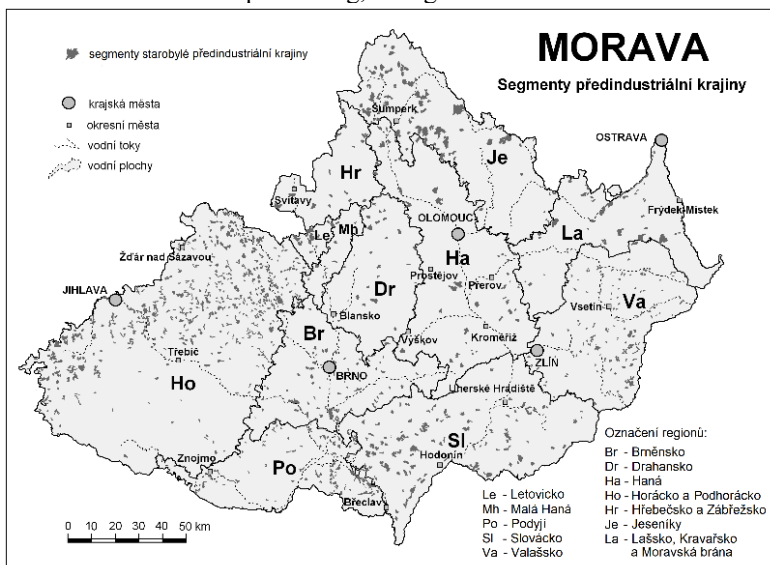 MORAVA
Segmenty předindustriální krajiny
segmenty starobylé předindustriální krajiny
krajská města
okresní města
vodní toky
vodní plochy
Šumperk
OSTRAVA
Je
Hr
Svitavy
Frýdek-Místek
OLOMOUC
La
Le
Mh
Žďár nad Sázavou
Ha
Prostějov
Přerov
JIHLAVA
Dr
Va
Vsetín
Blansko
Br
Vyškov
Kroměříž
ZLÍN
Třebíč
BRNO
Ho
Uherské Hradiště
Znojmo
Sl
Hodonín
Po
Břeclav
0 10 20 30 40 50 km
Le - Letovicko
Mh - Malá Haná
Po - Podyjí
Sl - Slovácko
Va - Valašsko
Označení regionů:
Br - Brněnsko
Dr - Drahansko
Ha - Haná
Ho - Horácko a Podhorácko
Hr - Hřebečsko a Zábřežsko
Je - Jeseníky
La - Lašsko, Kravařsko
a Moravská brána